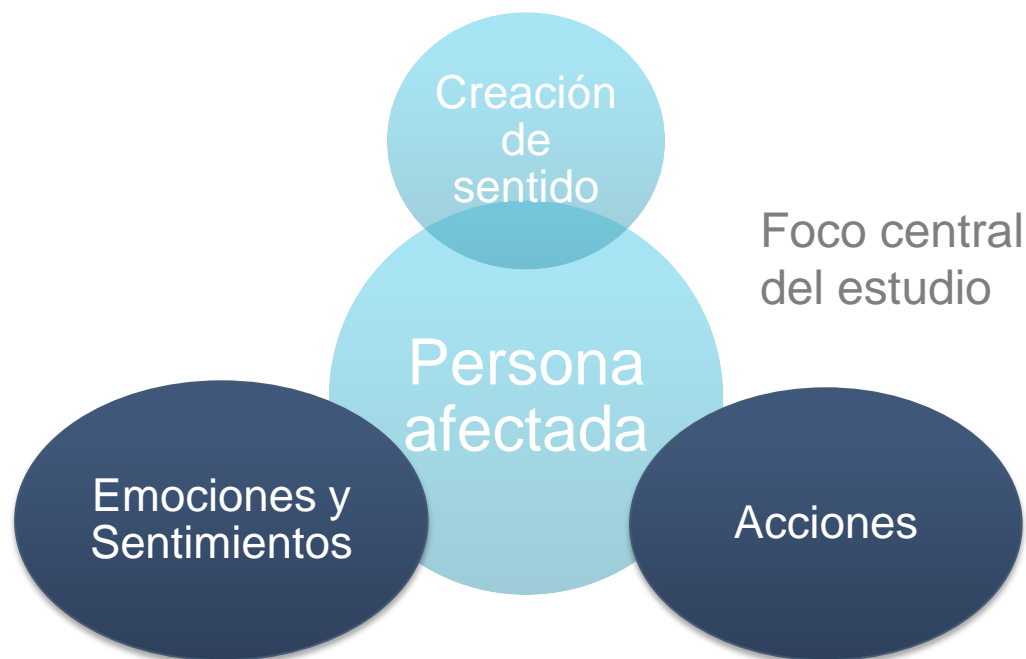 Creación
de
sentido
Foco central
del estudio
Persona
afectada
Emociones y
Sentimientos
Acciones